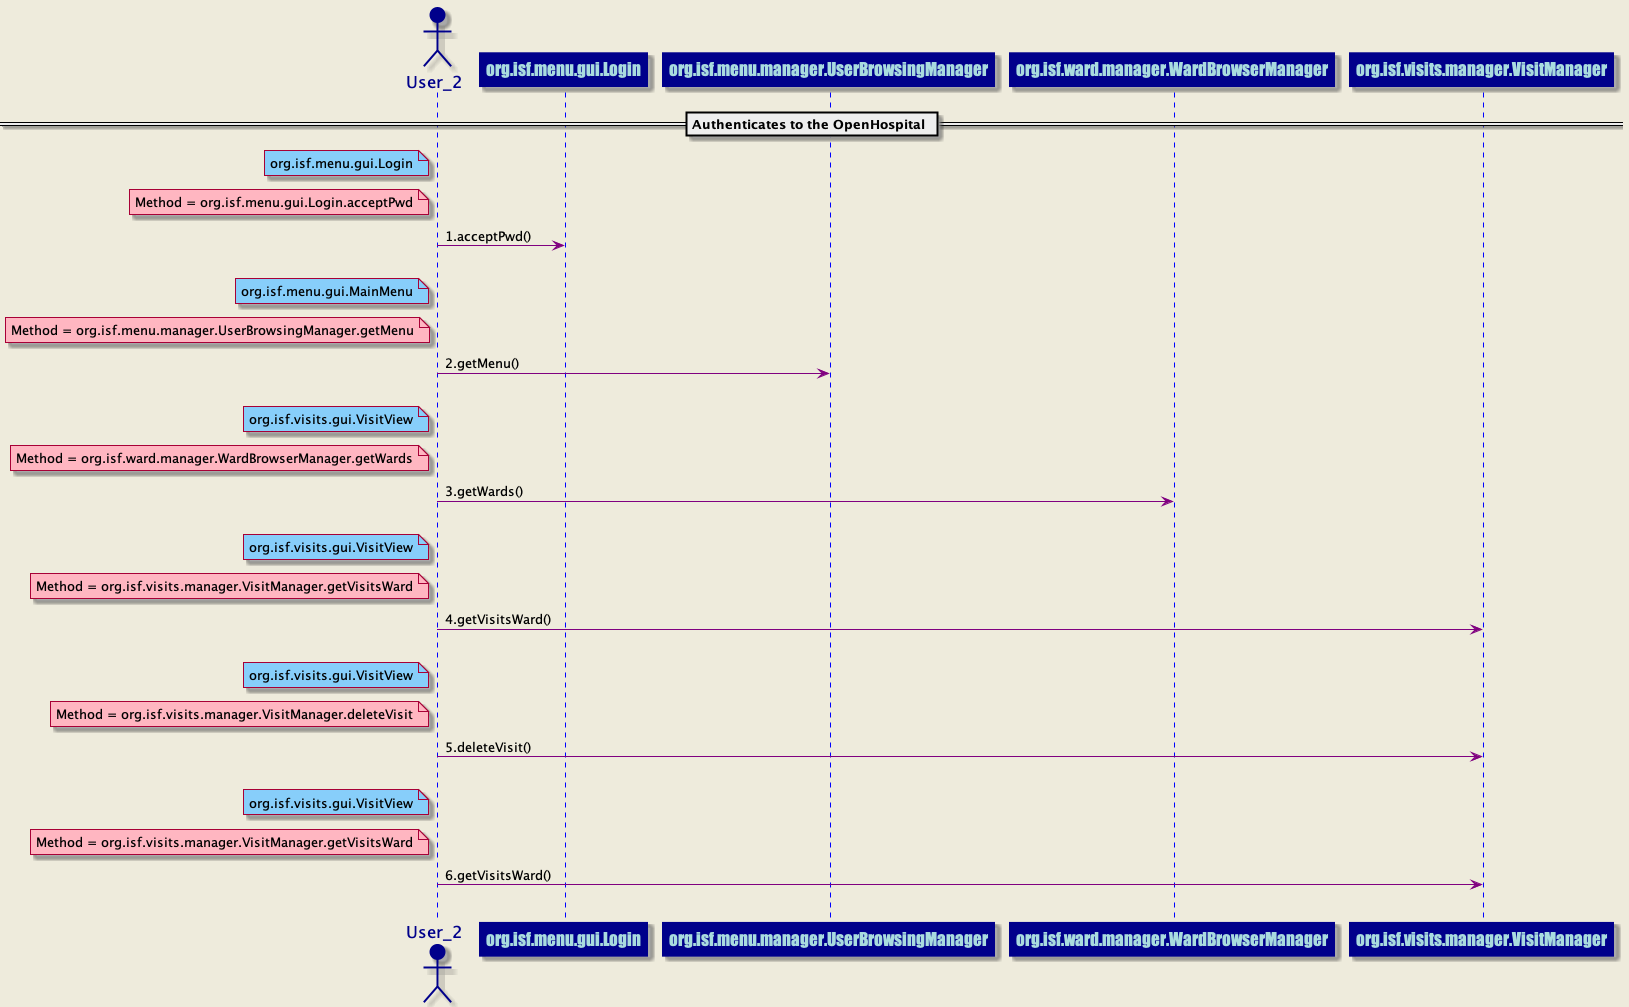 User_2
org.isf.menu.gui.Login
org.isf.menu.manager.UserBrowsingManager
org.isf.ward.manager.WardBrowserManager
org.isf.visits.manager.VisitManager
Authenticates to the OpenHospital
org.isf.menu.gui.Login
Method = org.isf.menu.gui.Login.acceptPwd
1.acceptPwd()
org.isf.menu.gui.MainMenu
Method = org.isf.menu.manager.UserBrowsingManager.getMenu
2.getMenu()
org.isf.visits.gui.VisitView
Method = org.isf.ward.manager.WardBrowserManager.getWards
3.getWards()
org.isf.visits.gui.VisitView
Method = org.isf.visits.manager.VisitManager.getVisitsWard
4.getVisitsWard()
org.isf.visits.gui.VisitView
Method = org.isf.visits.manager.VisitManager.deleteVisit
5.deleteVisit()
org.isf.visits.gui.VisitView
Method = org.isf.visits.manager.VisitManager.getVisitsWard
6.getVisitsWard()
User_2
org.isf.menu.gui.Login
org.isf.menu.manager.UserBrowsingManager
org.isf.ward.manager.WardBrowserManager
org.isf.visits.manager.VisitManager